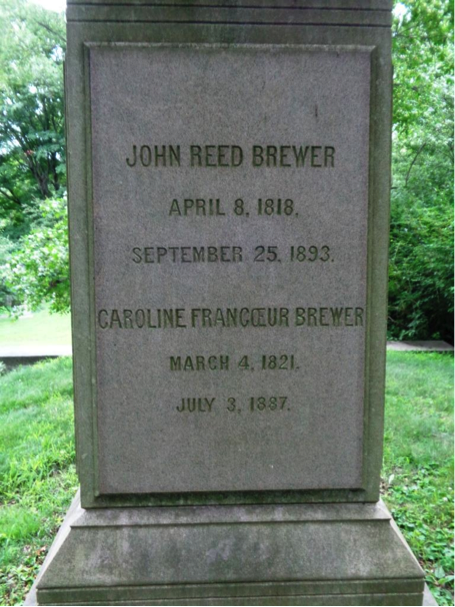 JOHN REED BREWER
APRIL 8, 1818.
SEPTEMBER 25, 1893.
CAROLINE FRANCŒUR BREWER
MARCH 4, 1821.
JULY 3, 1887.